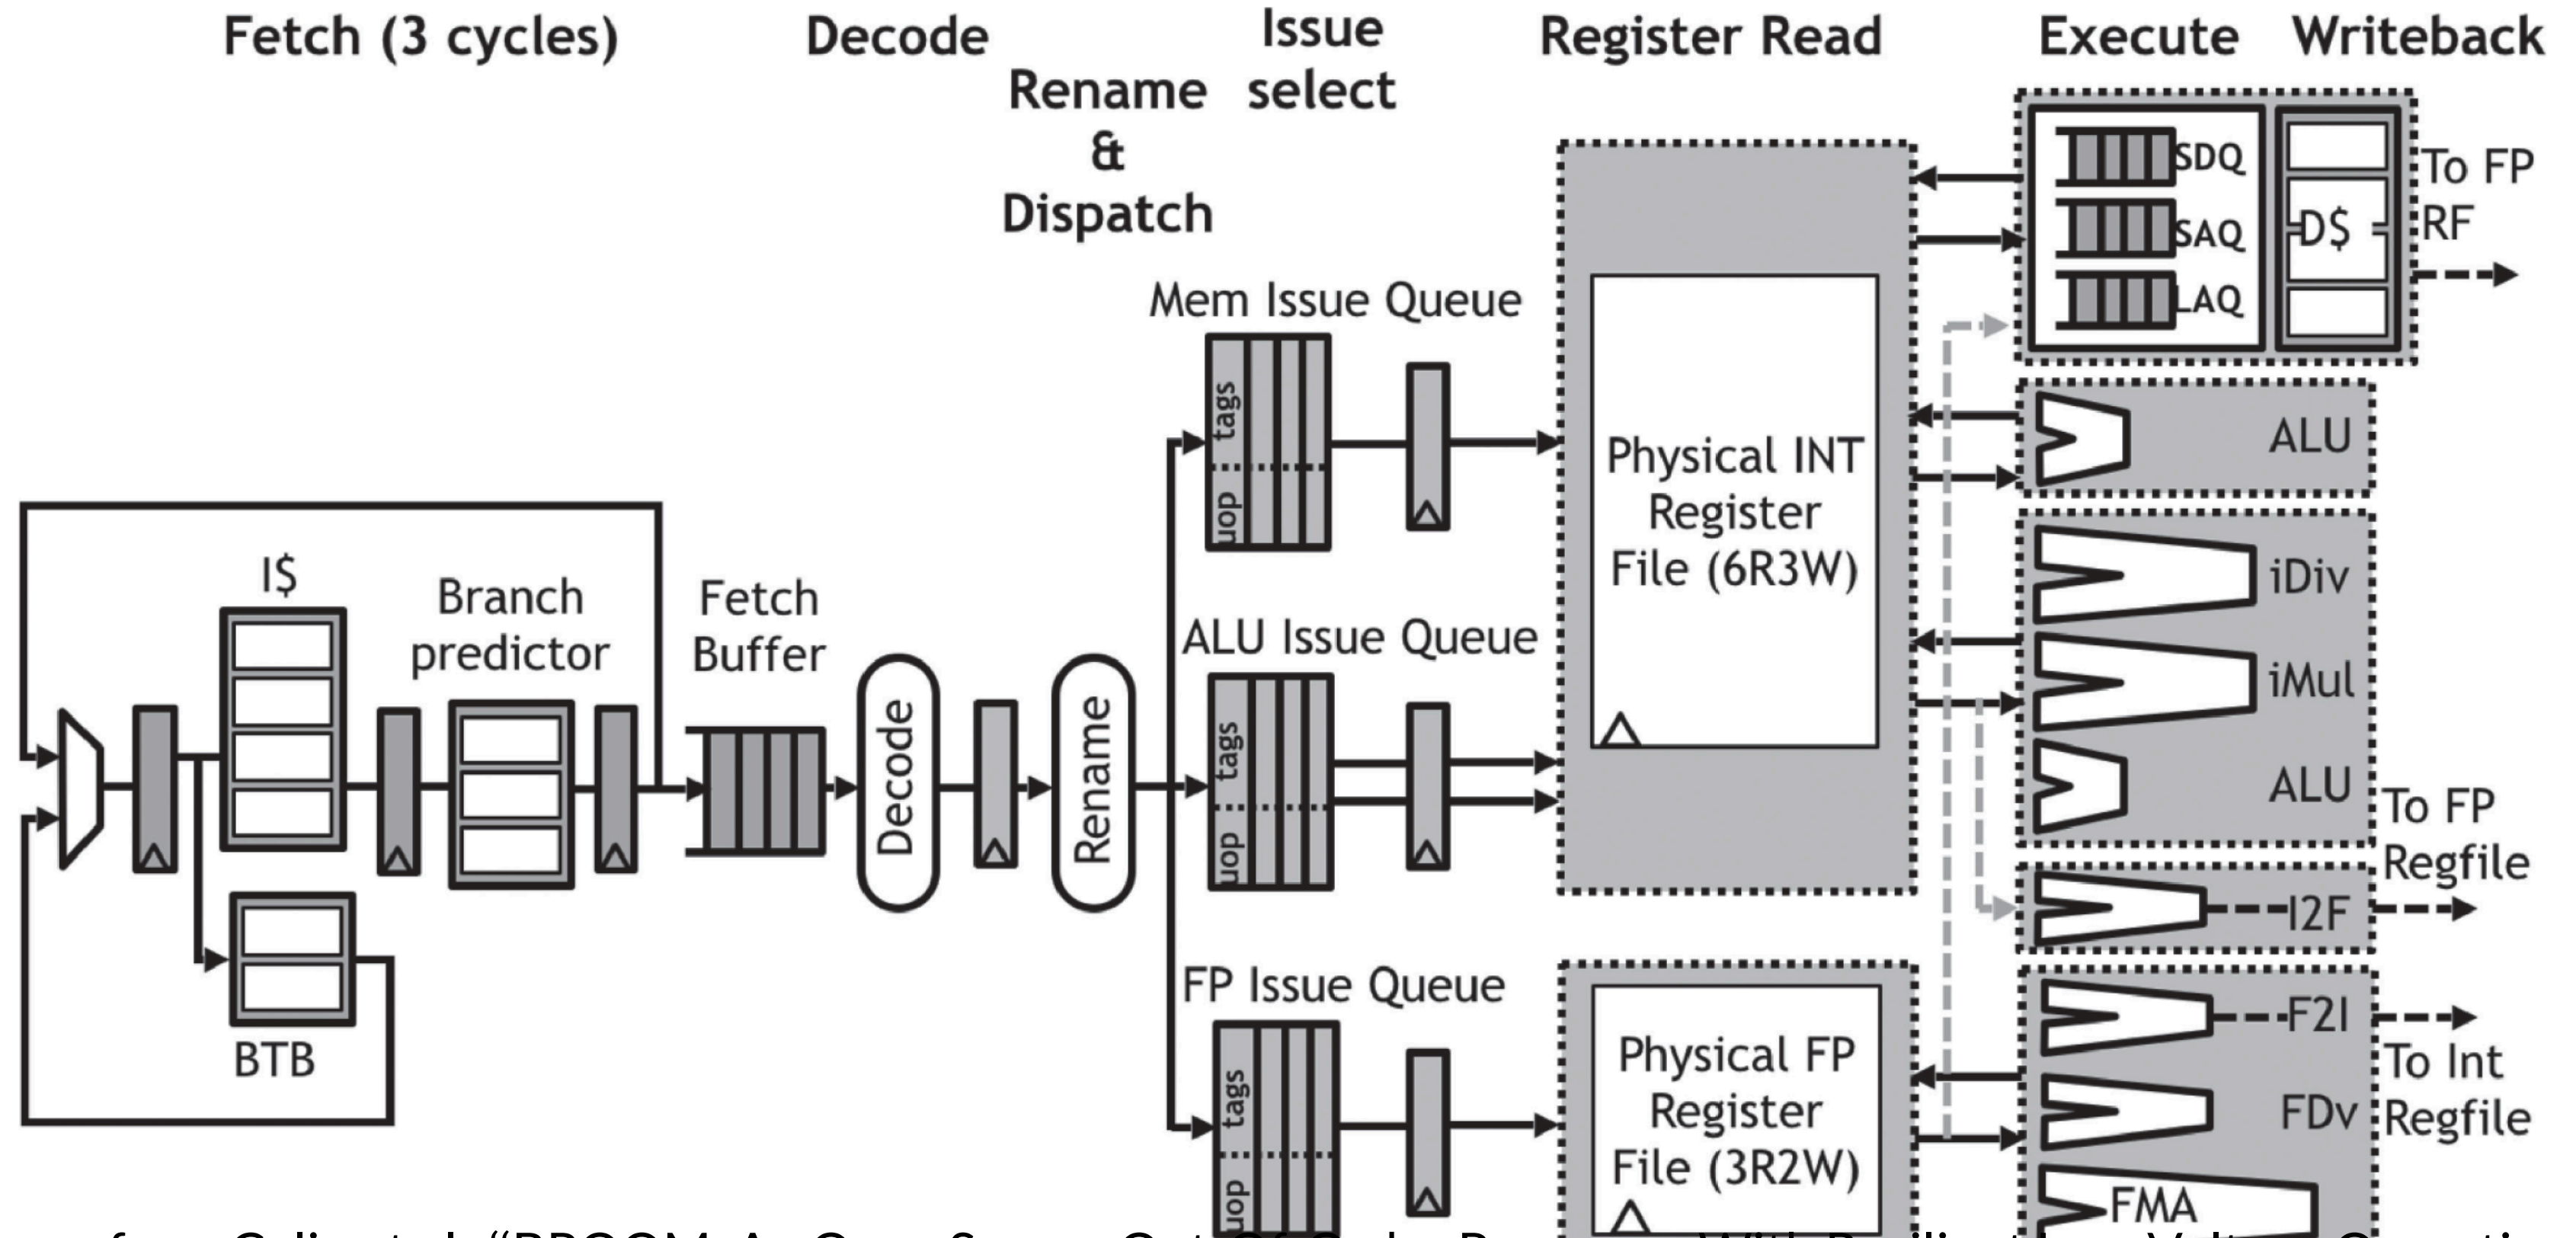 Fetch (3 cycles)
Decode
Rename
&
Dispatch
Issue
select
Register Read
Execute
Writeback
I$
Branch
predictor
BTB
Fetch
Buffer
Decode
Rename
Mem Issue Queue
tags
uop
ALU Issue Queue
tags
uop
FP Issue Queue
tags
uop
Physical INT
Register
File (6R3W)
Physical FP
Register
File (3R2W)
SDQ
SAQ
LAQ
D$
To FP
RF
ALU
iDiv
iMul
ALU
To FP
Regfile
I2F
F2I
To Int
Regfile
FDv
FMA